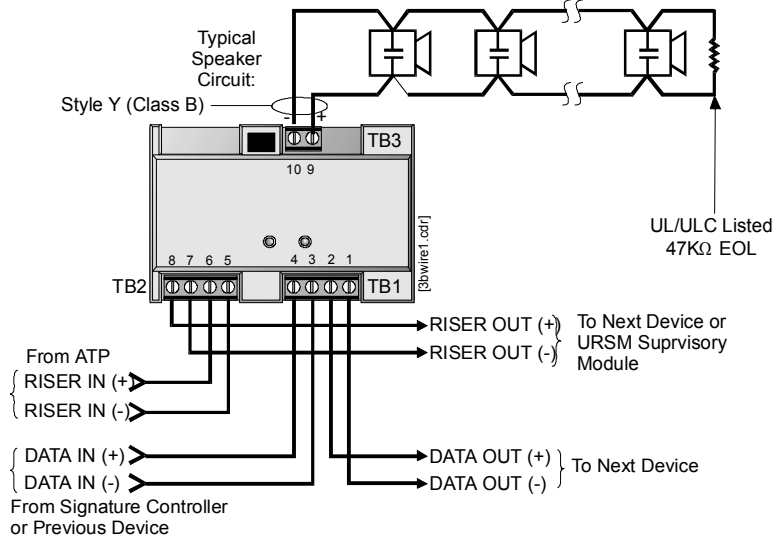 Typical
Speaker
Circuit:
Style Y (Class B)
- +
TB3
10 9
[3bwire1.cdr]
UL/ULC Listed
47KΩ EOL
8 7 6 5 4 3 2 1
TB2
TB1
RISER OUT (+)
RISER OUT (-)
To Next Device or
URSM Suprvisory
Module
From ATP
RISER IN (+)
RISER IN (-)
DATA IN (+)
DATA IN (-)
From Signature Controller
or Previous Device
DATA OUT (+)
DATA OUT (-)
To Next Device